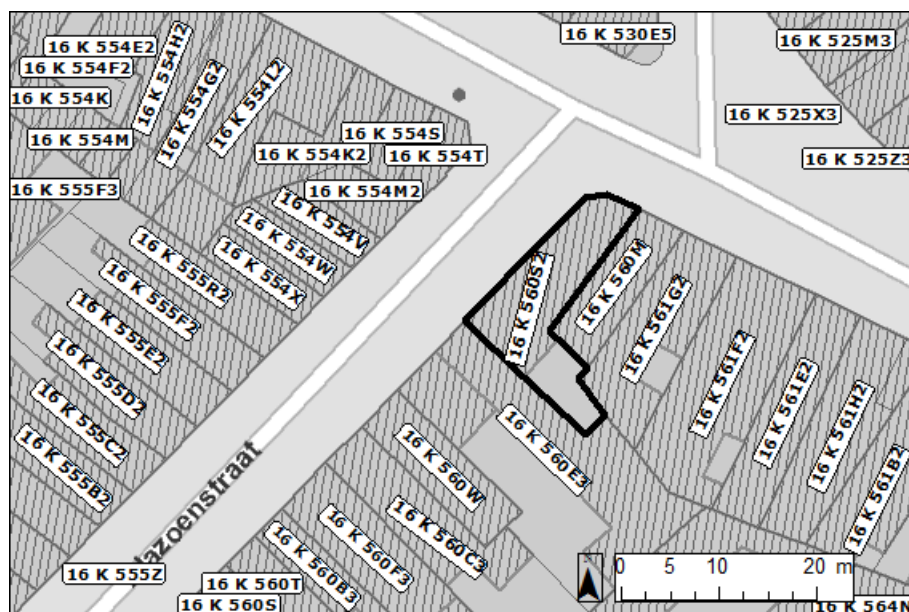 16 K 554E2
16 K 554F2
16 K 554K
16 K 554M
16 K 555F3
16 K 554H2
16 K 554G2
16 K 554L2
16 K 554S
16 K 554K2
16 K 554T
16 K 554M2
16 K 530E5
16 K 525M3
16 K 525X3
16 K 525Z3
16 K 554V
16 K 554W
16 K 554X
16 K 555R2
16 K 555F2
16 K 555E2
16 K 555D2
16 K 555C2
16 K 555B2
16 K 560S2
16 K 560M
16 K 561G2
16 K 561F2
16 K 561E2
16 K 561H2
16 K 561B2
16 K 560E3
16 K 560W
16 K 560C3
16 K 560F3
16 K 560B3
16 K 555Z
16 K 560T
16 K 560S
16 K 564N
0 5 10 20 m